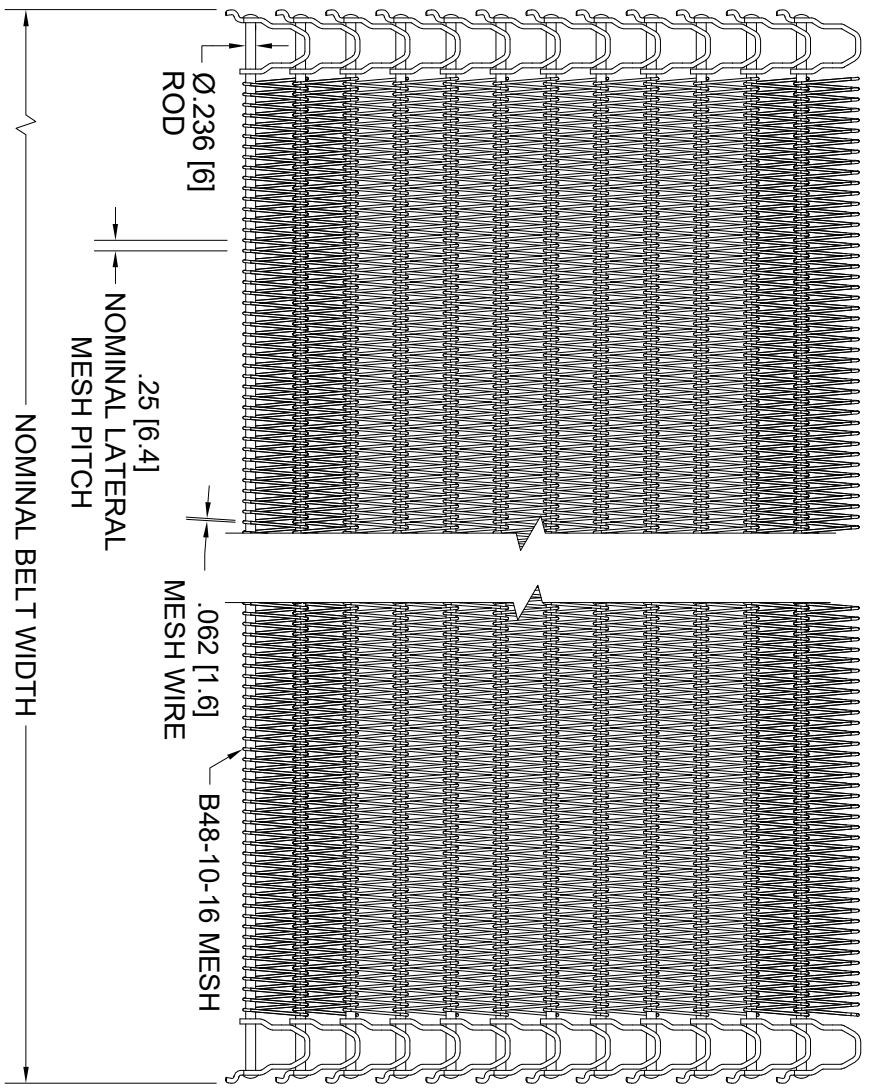 Ø.236 [6]
ROD
.25 [6.4]
NOMINAL LATERAL
MESH PITCH
.062 [1.6]
MESH WIRE
B48-10-16 MESH
NOMINAL BELT WIDTH